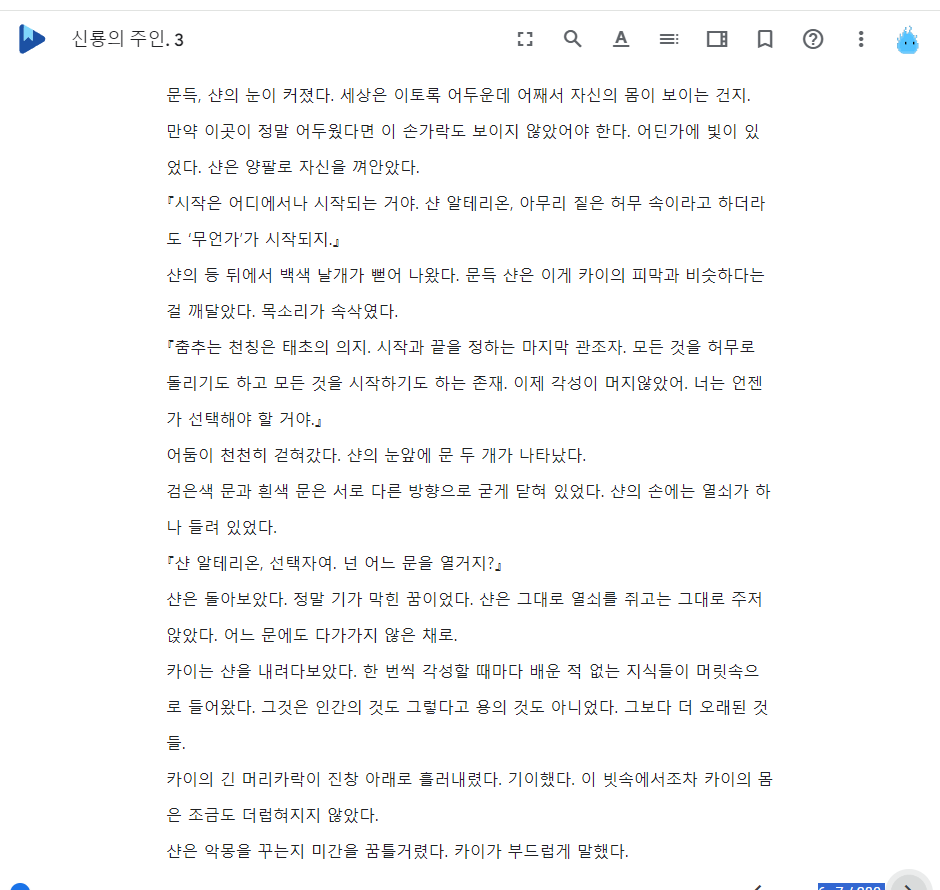 신룡의 주인. 3
문득, 샨의 눈이 커졌다. 세상은 이토록 어두운데 어째서 자신의 몸이 보이는 건지.
만약 이곳이 정말 어두웠다면 이 손가락도 보이지 않았어야 한다. 어딘가에 빛이 있
었다. 샨은 양팔로 자신을 껴안았다.
『시작은 어디에서나 시작되는 거야. 샨 알테리온, 아무리 짙은 허무 속이라고 하더라
도 ‘무언가’가 시작되지.』
샨의 등 뒤에서 백색 날개가 뻗어 나왔다. 문득 샨은 이게 카이의 피막과 비슷하다는
걸 깨달았다. 목소리가 속삭였다.
『춤추는 천칭은 태초의 의지. 시작과 끝을 정하는 마지막 관조자. 모든 것을 허무로
돌리기도 하고 모든 것을 시작하기도 하는 존재. 이제 각성이 머지않았어. 너는 언젠
가 선택해야 할 거야.』
어둠이 천천히 걷혀갔다. 샨의 눈앞에 문 두 개가 나타났다.
검은색 문과 흰색 문은 서로 다른 방향으로 굳게 닫혀 있었다. 샨의 손에는 열쇠가 하
나 들려 있었다.
『샨 알테리온, 선택자여. 넌 어느 문을 열거지?』
샨은 돌아보았다. 정말 기가 막힌 꿈이었다. 샨은 그대로 열쇠를 쥐고는 그대로 주저
앉았다. 어느 문에도 다가가지 않은 채로.
카이는 샨을 내려다보았다. 한 번씩 각성할 때마다 배운 적 없는 지식들이 머릿속으
로 들어왔다. 그것은 인간의 것도 그렇다고 용의 것도 아니었다. 그보다 더 오래된 것
들.
카이의 긴 머리카락이 진창 아래로 흘러내렸다. 기이했다. 이 빗속에서조차 카이의 몸
은 조금도 더럽혀지지 않았다.
샨은 악몽을 꾸는지 미간을 꿈틀거렸다. 카이가 부드럽게 말했다.